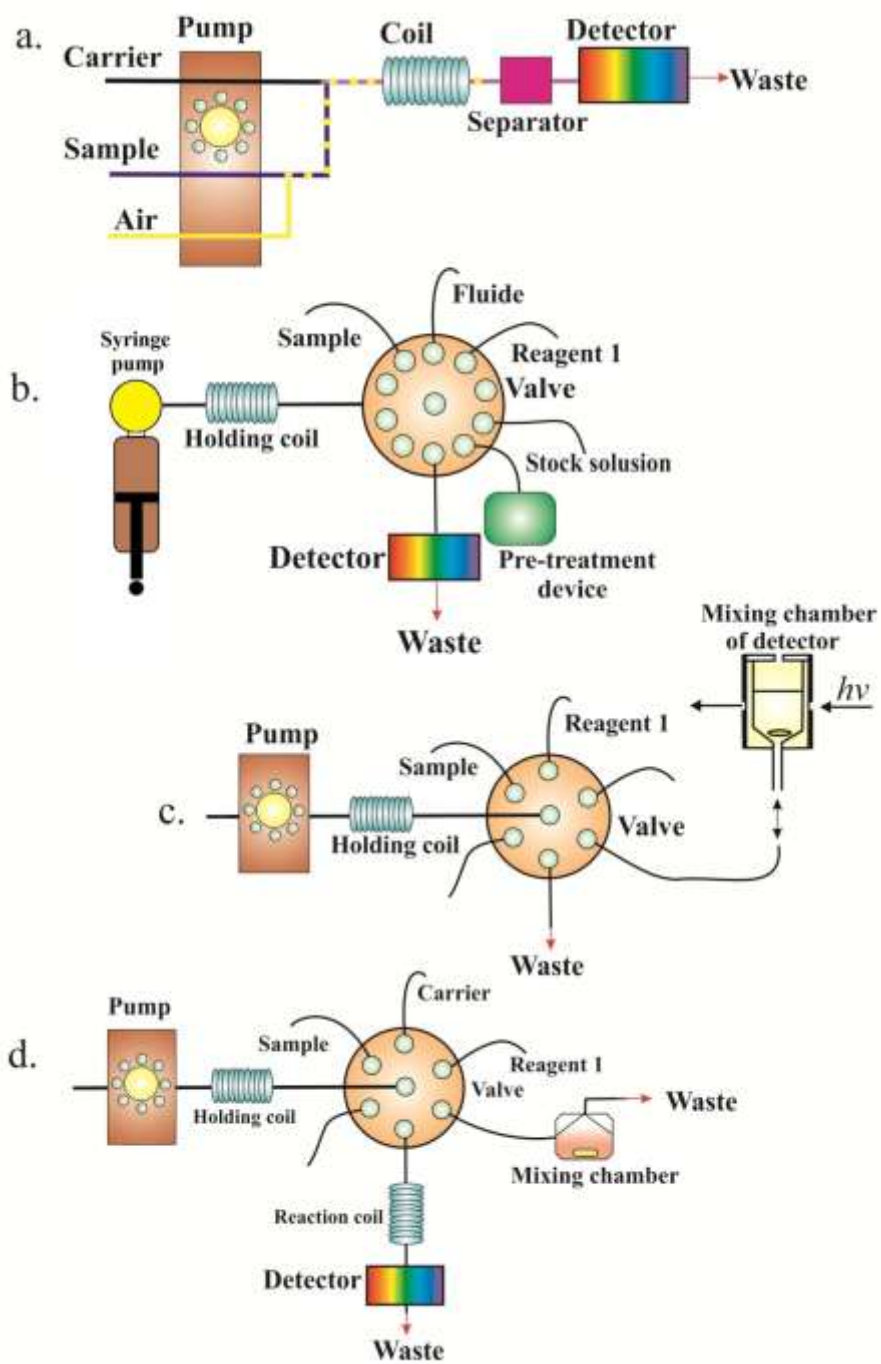 a.
Pump
Carrier
Sample
Air
Coil
Separator
Detector
Waste
b.
Syringe
pump
Holding coil
Sample
Fluide
Reagent 1
Valve
Stock solusion
Pre-treatment
device
Detector
Waste
c.
Pump
Holding coil
Sample
Reagent 1
Valve
Mixing chamber
of detector
hν
Waste
d.
Pump
Holding coil
Sample
Carrier
Reagent 1
Valve
Waste
Mixing chamber
Reaction coil
Detector
Waste